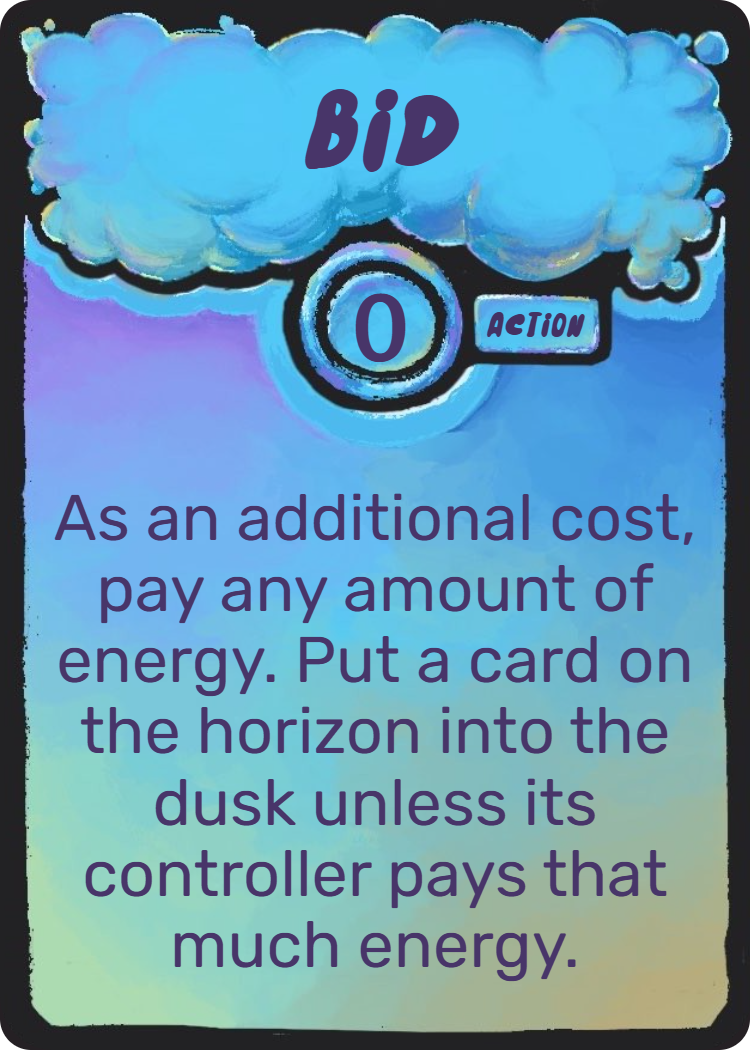 BiD
0
ACTiON
As an additional cost,
pay any amount of
energy. Put a card on
the horizon into the
dusk unless its
controller pays that
much energy.